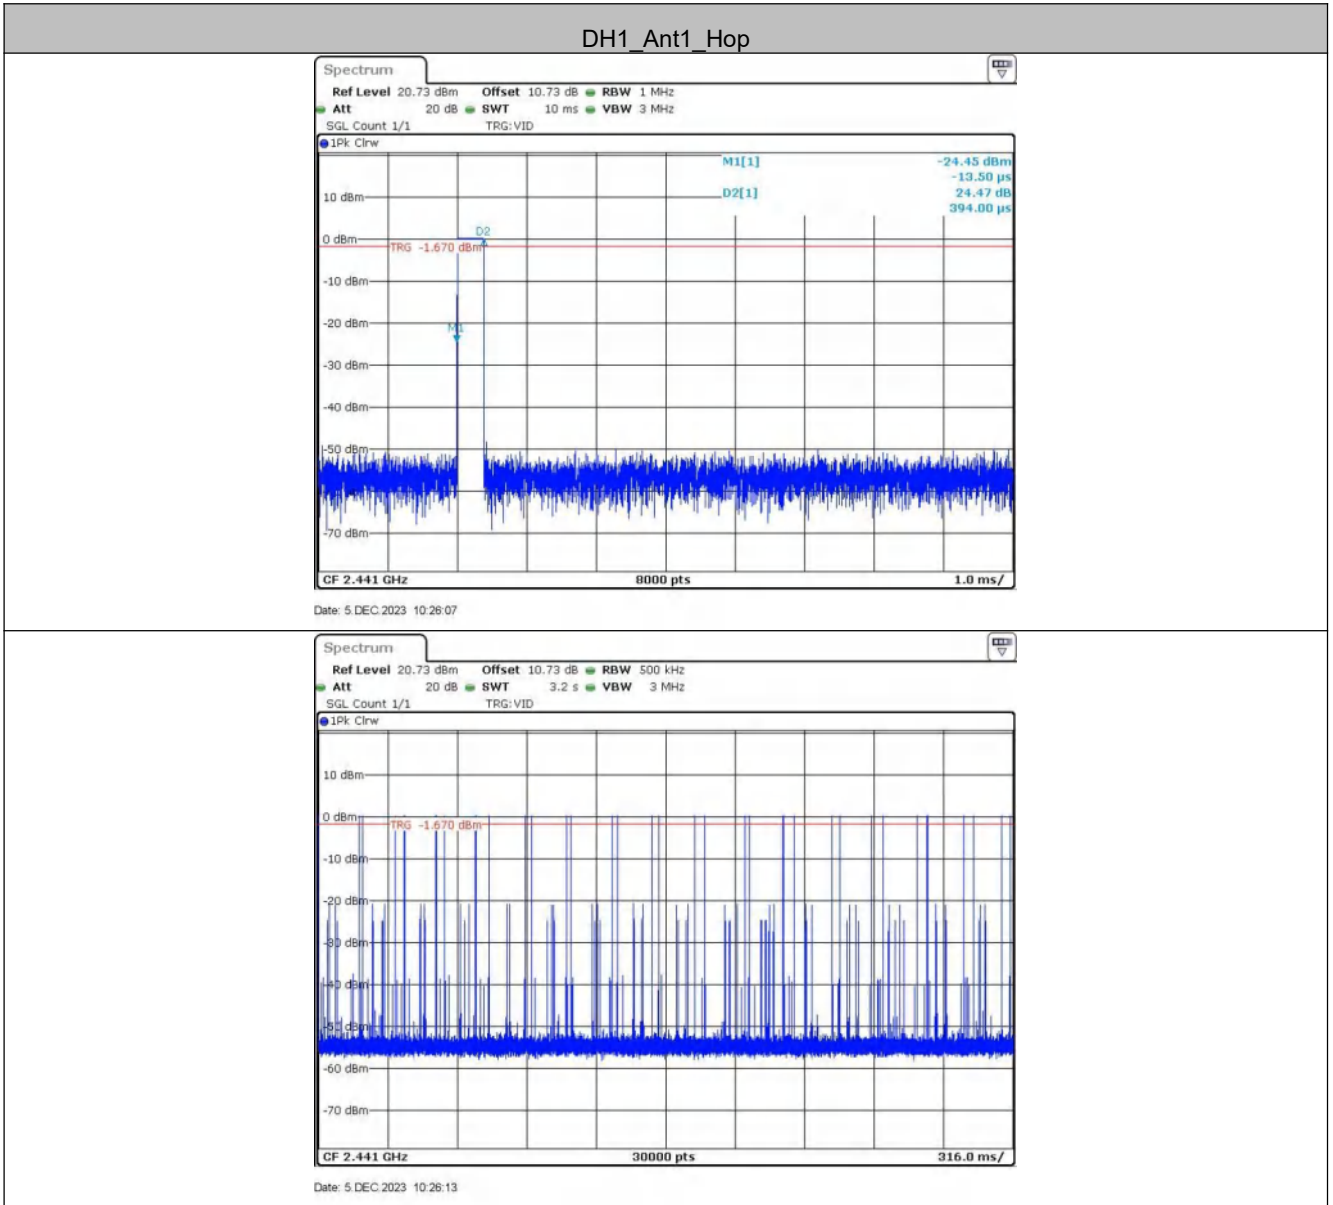 DH1_Ant1_Hop
Spectrum
Ref Level 20.73 dBm Offset 10.73 dB RBW 1 MHz
Att 20 dB SWT 10 ms VBW 3 MHz
SGL Count 1/1 TRG:VID
1Pk Clrw
M1[1] -24.45 dBm
-13.50 µs
D2[1] 24.47 dB
394.00 µs
10 dBm
D2
0 dBm
TRG -1.670 dBm
-10 dBm
-20 dBm
M1
-30 dBm
-40 dBm
-50 dBm
-70 dBm
CF 2.441 GHz 8000 pts 1.0 ms/
Date: 5.DEC.2023 10:26:07
Spectrum
Ref Level 20.73 dBm Offset 10.73 dB RBW 500 kHz
Att 20 dB SWT 3.2 s VBW 3 MHz
SGL Count 1/1 TRG:VID
1Pk Clrw
10 dBm
0 dBm
TRG -1.670 dBm
-10 dBm
-20 dBm
-30 dBm
-40 dBm
-50 dBm
-60 dBm
-70 dBm
CF 2.441 GHz 30000 pts 316.0 ms/
Date: 5.DEC.2023 10:26:13